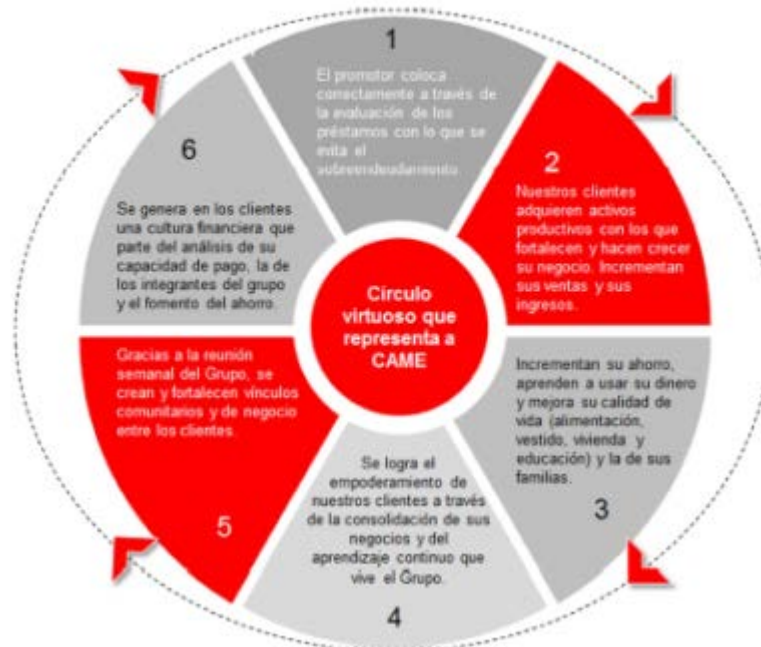 1
El promotor coloca
correctamente a través de
la evaluación de los
préstamos con lo que se
evita el
sobreendeudamiento
2
Nuestros clientes
adquieren activos
productivos con los que
fortalecen y hacen crecer
su negocio. Incrementan
sus ventas y sus
ingresos.
Incrementan su ahorro,
aprenden a usar su dinero
y mejora su calidad de
vida (alimentación,
vestido, vivienda y
educación) y la de sus
familias.
3
Se logra el
empoderamiento de
nuestros clientes a través
de la consolidación de sus
negocios y del
aprendizaje continuo que
vive el Grupo.
4
Gracias a la reunión
semanal del Grupo, se
crean y fortalecen vínculos
comunitarios y de negocio
entre los clientes.
5
6
Se genera en los clientes
una cultura financiera que
parte del análisis de su
capacidad de pago, la de
los integrantes del grupo
y el fomento del ahorro.
Círculo
virtuoso que
representa a
CAME